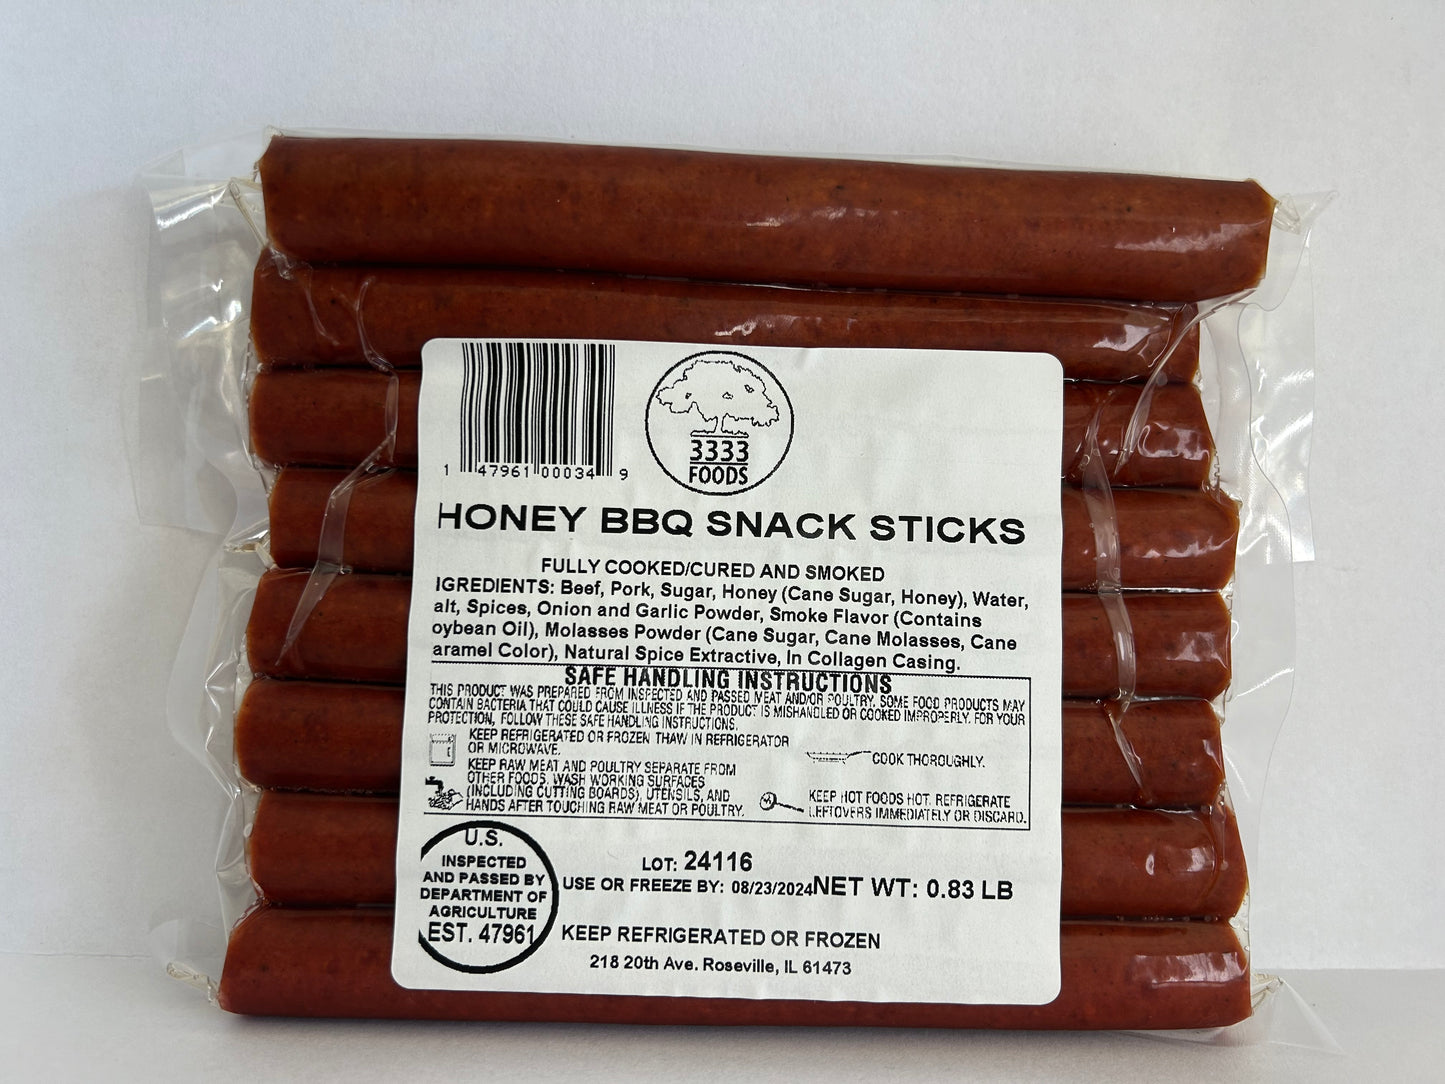 1 47961 00034 9
3333
FOODS
HONEY BBQ SNACK STICKS
FULLY COOKED/CURED AND SMOKED
IGREDIENTS: Beef, Pork, Sugar, Honey (Cane Sugar, Honey), Water,
alt, Spices, Onion and Garlic Powder, Smoke Flavor (Contains
oybean Oil), Molasses Powder (Cane Sugar, Cane Molasses, Cane
aramel Color), Natural Spice Extractive, In Collagen Casing.
SAFE HANDLING INSTRUCTIONS
THIS PRODUCT WAS PREPARED FROM INSPECTED AND PASSED MEAT AND/OR POULTRY. SOME FOOD PRODUCTS MAY
CONTAIN BACTERIA THAT COULD CAUSE ILLNESS IF THE PRODUCT IS MISHANDLED OR COOKED IMPROPERLY. FOR YOUR
PROTECTION, FOLLOW THESE SAFE HANDLING INSTRUCTIONS.
KEEP REFRIGERATED OR FROZEN THAW IN REFRIGERATOR
OR MICROWAVE.
KEEP RAW MEAT AND POULTRY SEPARATE FROM
OTHER FOODS. WASH WORKING SURFACES
(INCLUDING CUTTING BOARDS), UTENSILS, AND
HANDS AFTER TOUCHING RAW MEAT OR POULTRY.
COOK THOROUGHLY.
KEEP HOT FOODS HOT. REFRIGERATE
LEFTOVERS IMMEDIATELY OR DISCARD.
U.S.
INSPECTED
AND PASSED BY
DEPARTMENT OF
AGRICULTURE
EST. 47961
LOT: 24116
USE OR FREEZE BY: 08/23/2024 NET WT: 0.83 LB
KEEP REFRIGERATED OR FROZEN
218 20th Ave. Roseville, IL 61473